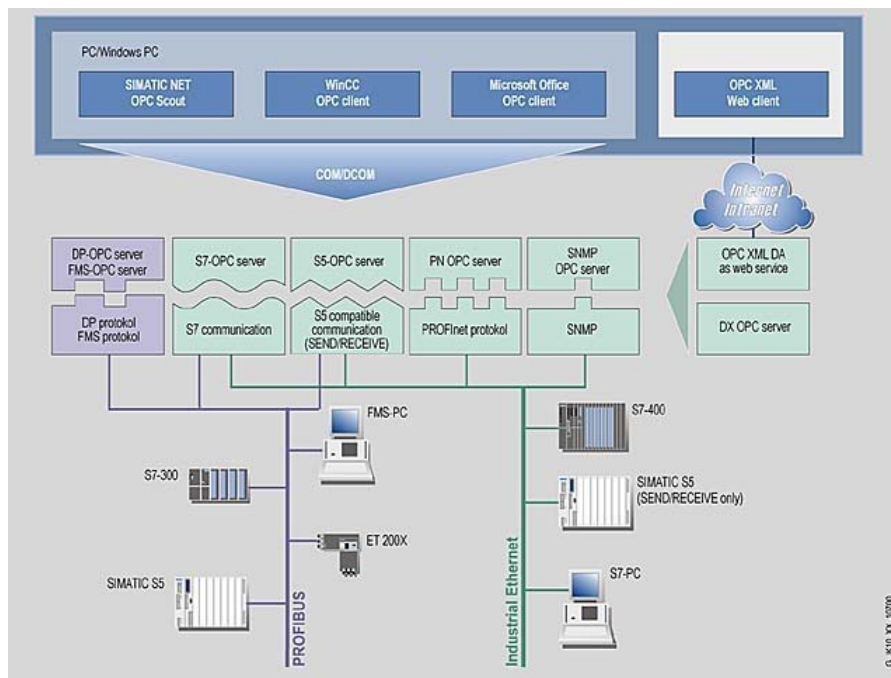 PC/Windows PC
SIMATIC NET
OPC Scout
WinCC
OPC client
Microsoft Office
OPC client
OPC XML
Web client
COM/DCOM
Internet
Intranet
DP-OPC server
FMS-OPC server
S7-OPC server
S5-OPC server
PN OPC server
SNMP
OPC server
OPC XML DA
as web service
DP protokol
FMS protokol
S7 communication
S5 compatible
communication
(SEND/RECEIVE)
PROFInet protokol
SNMP
DX OPC server
FMS-PC
S7-400
S7-300
SIMATIC S5
(SEND/RECEIVE only)
ET 200X
SIMATIC S5
S7-PC
PROFIBUS
Industrial Ethernet